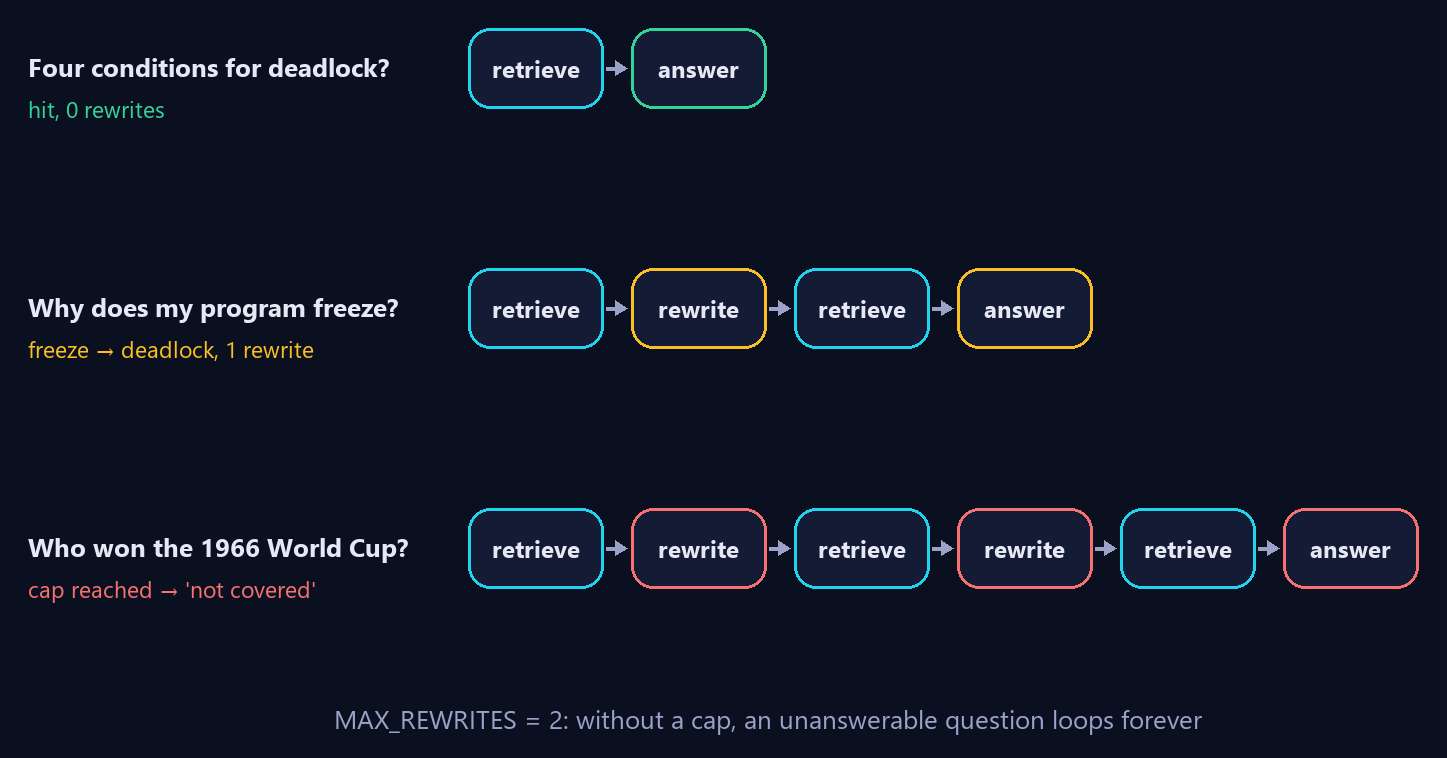 Four conditions for deadlock?
hit, 0 rewrites
retrieve
answer
Why does my program freeze?
freeze → deadlock, 1 rewrite
retrieve
rewrite
retrieve
answer
Who won the 1966 World Cup?
cap reached → 'not covered'
retrieve
rewrite
retrieve
rewrite
retrieve
answer
MAX_REWRITES = 2: without a cap, an unanswerable question loops forever